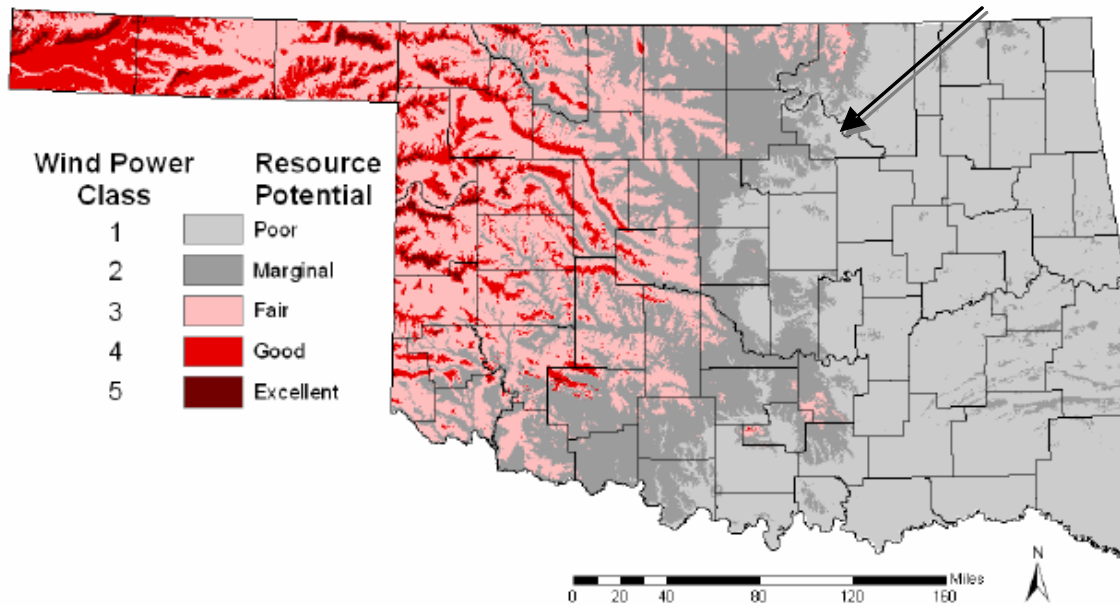 Wind Power Resource
Class Potential
1 Poor
2 Marginal
3 Fair
4 Good
5 Excellent
N
Miles
0 20 40 80 120 160